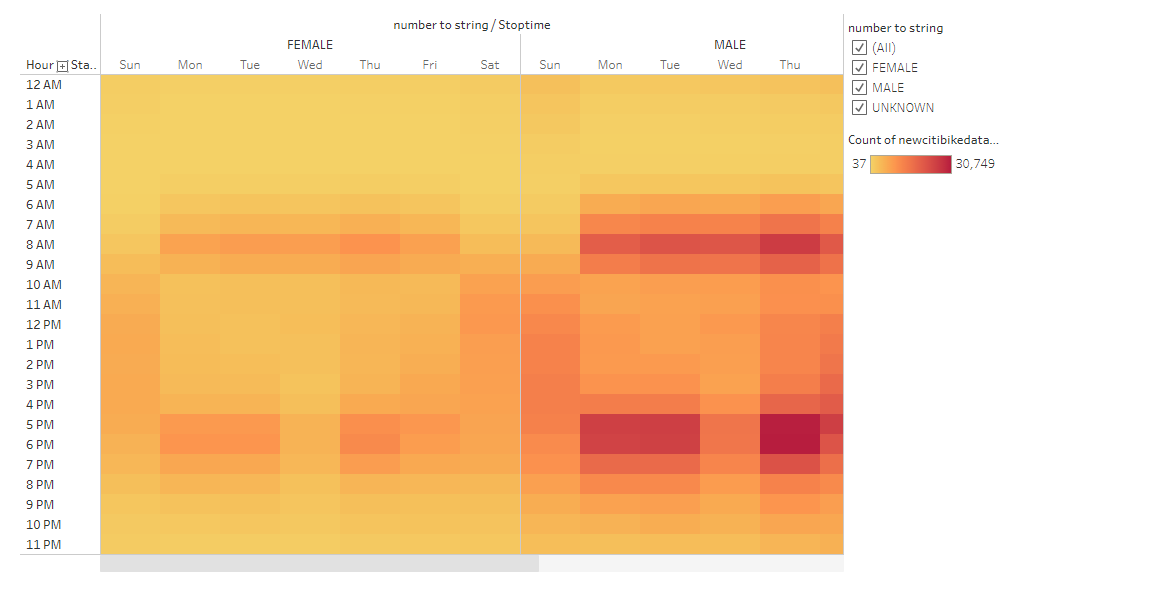 number to string / Stoptime
FEMALE MALE
Hour Sta.. Sun Mon Tue Wed Thu Fri Sat Sun Mon Tue Wed Thu
12 AM
1 AM
2 AM
3 AM
4 AM
5 AM
6 AM
7 AM
8 AM
9 AM
10 AM
11 AM
12 PM
1 PM
2 PM
3 PM
4 PM
5 PM
6 PM
7 PM
8 PM
9 PM
10 PM
11 PM
number to string
(All)
FEMALE
MALE
UNKNOWN
Count of newcitibikedata...
37 30,749